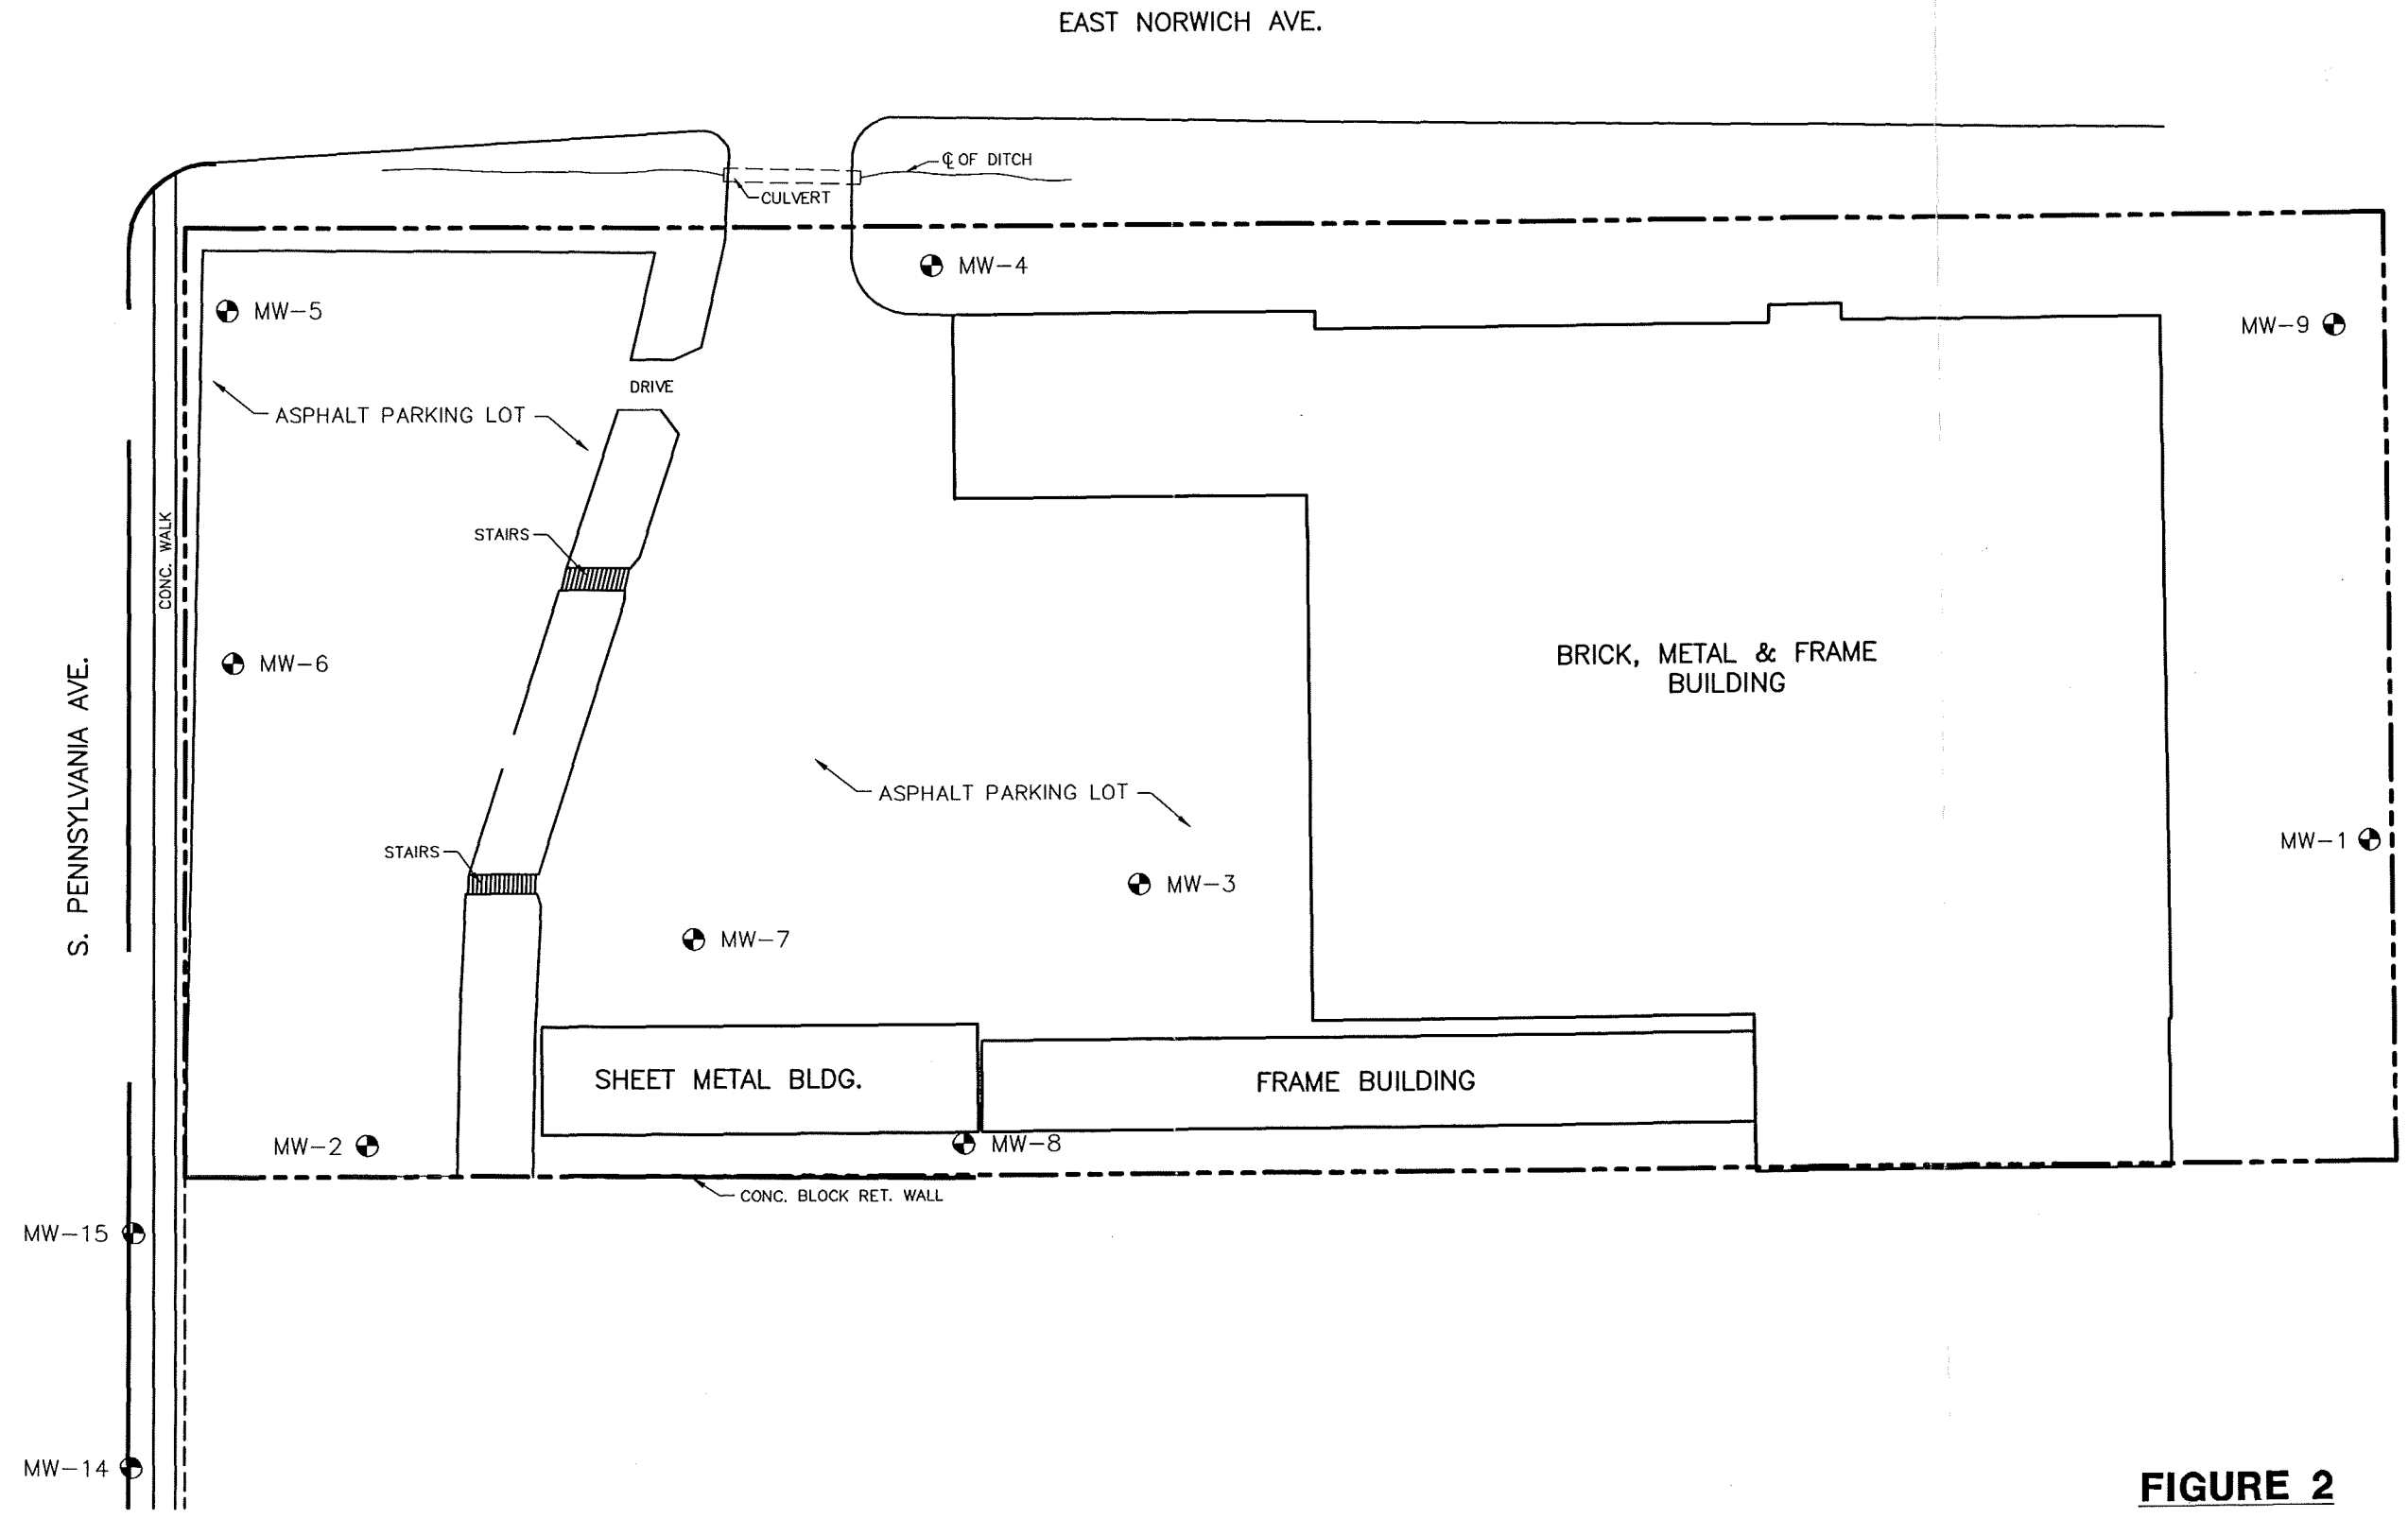 EAST NORWICH AVE.
℄ OF DITCH
CULVERT
MW-4
MW-5
MW-9
DRIVE
ASPHALT PARKING LOT
STAIRS
CONC. WALK
MW-6
BRICK, METAL & FRAME
BUILDING
S. PENNSYLVANIA AVE.
ASPHALT PARKING LOT
MW-1
STAIRS
MW-3
MW-7
SHEET METAL BLDG.
FRAME BUILDING
MW-2
MW-8
CONC. BLOCK RET. WALL
MW-15
MW-14
FIGURE 2